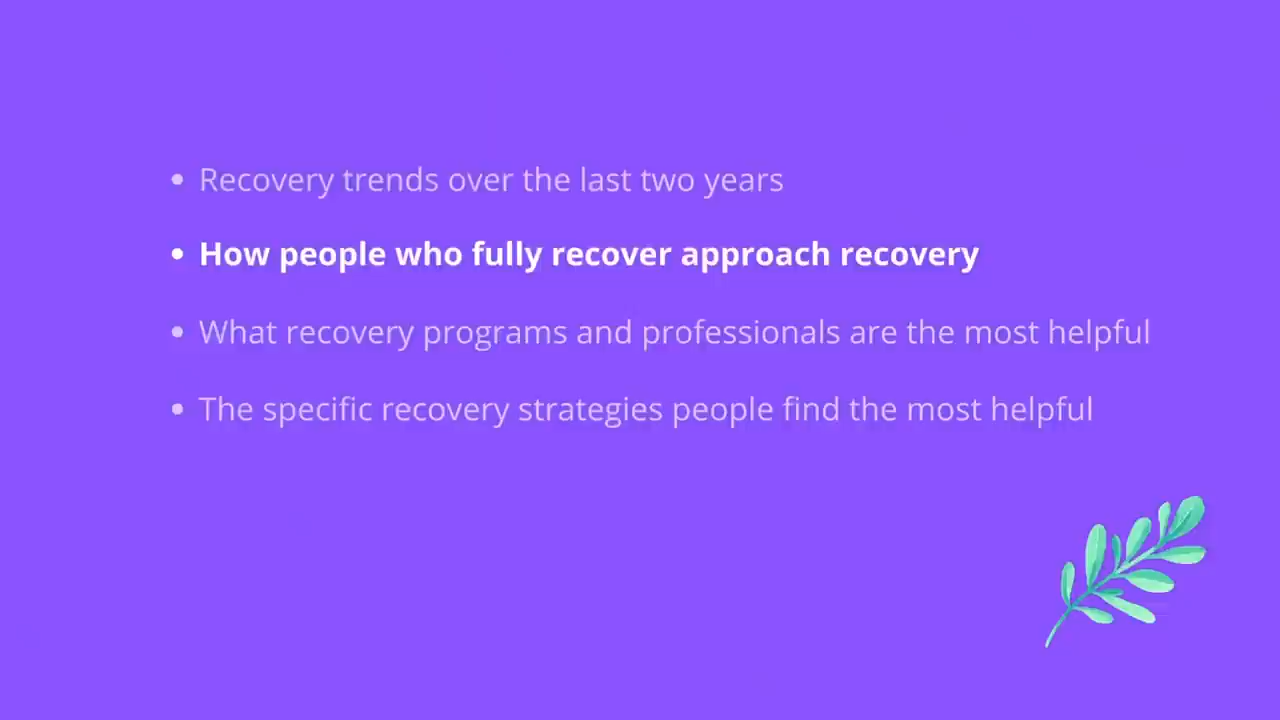 • Recovery trends over the last two years
• How people who fully recover approach recovery
• What recovery programs and professionals are the most helpful
• The specific recovery strategies people find the most helpful